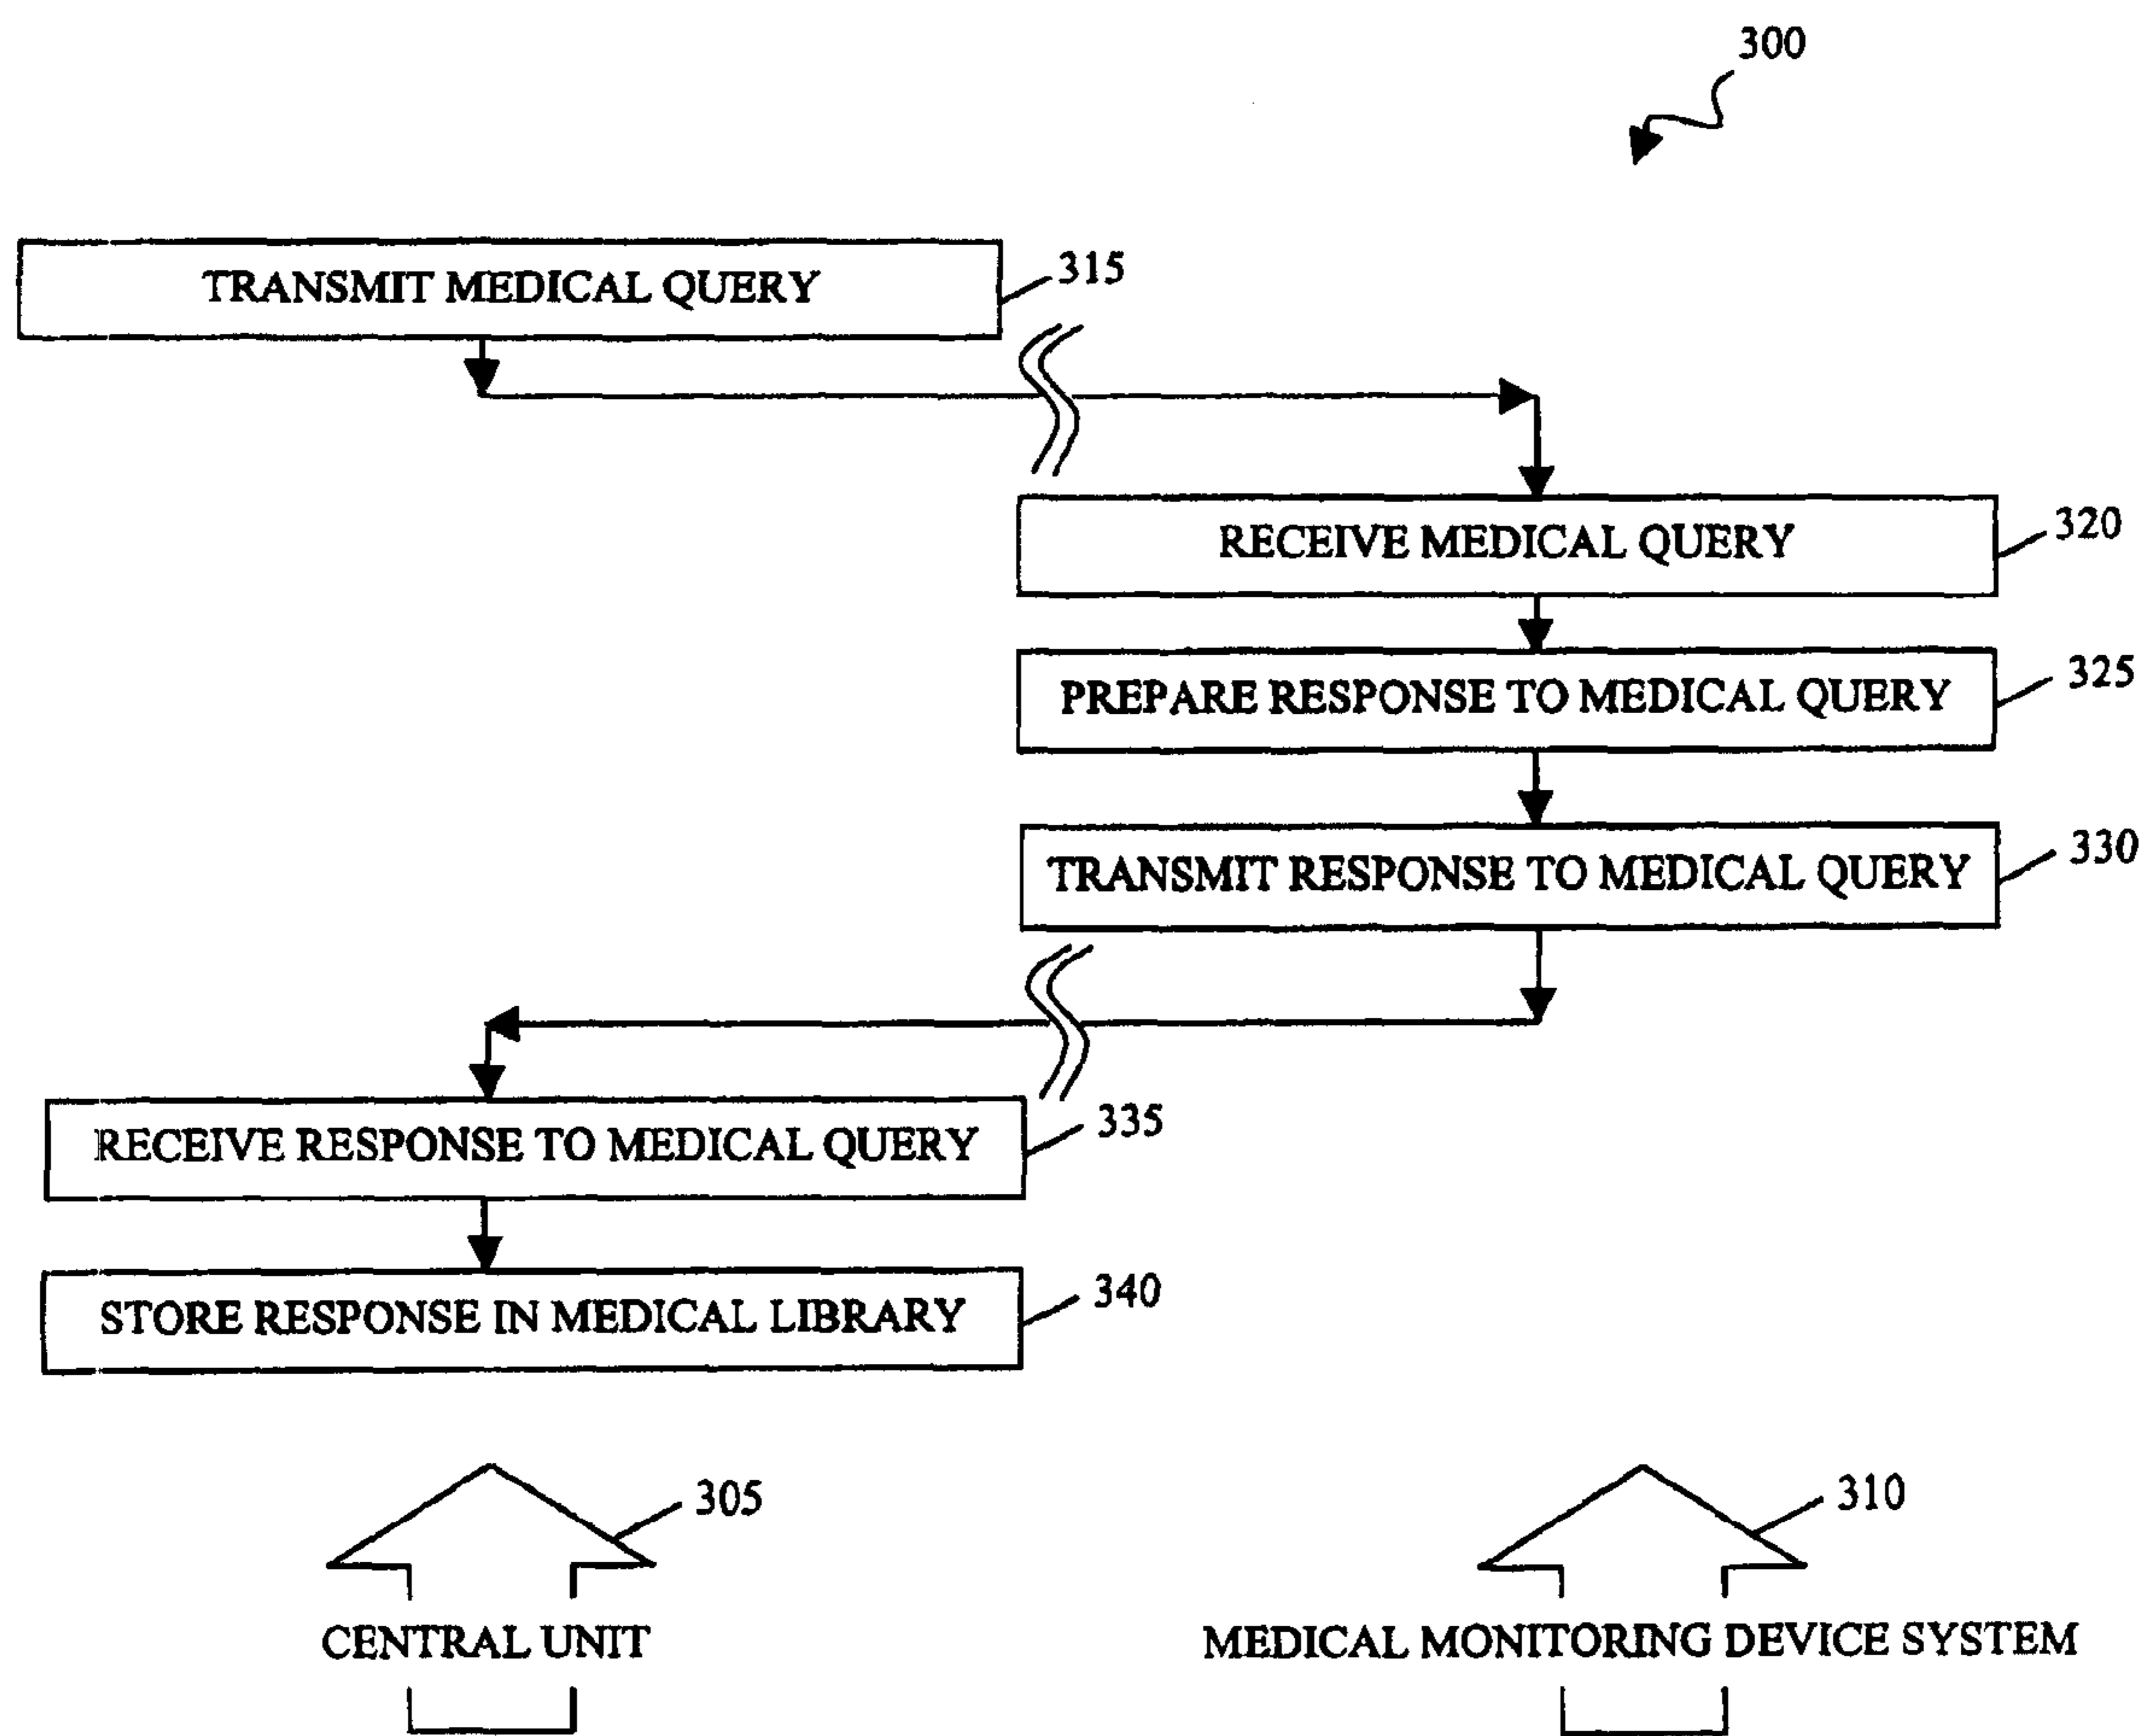 300
TRANSMIT MEDICAL QUERY
315
RECEIVE MEDICAL QUERY
320
PREPARE RESPONSE TO MEDICAL QUERY
325
TRANSMIT RESPONSE TO MEDICAL QUERY
330
RECEIVE RESPONSE TO MEDICAL QUERY
335
STORE RESPONSE IN MEDICAL LIBRARY
340
305
CENTRAL UNIT
310
MEDICAL MONITORING DEVICE SYSTEM